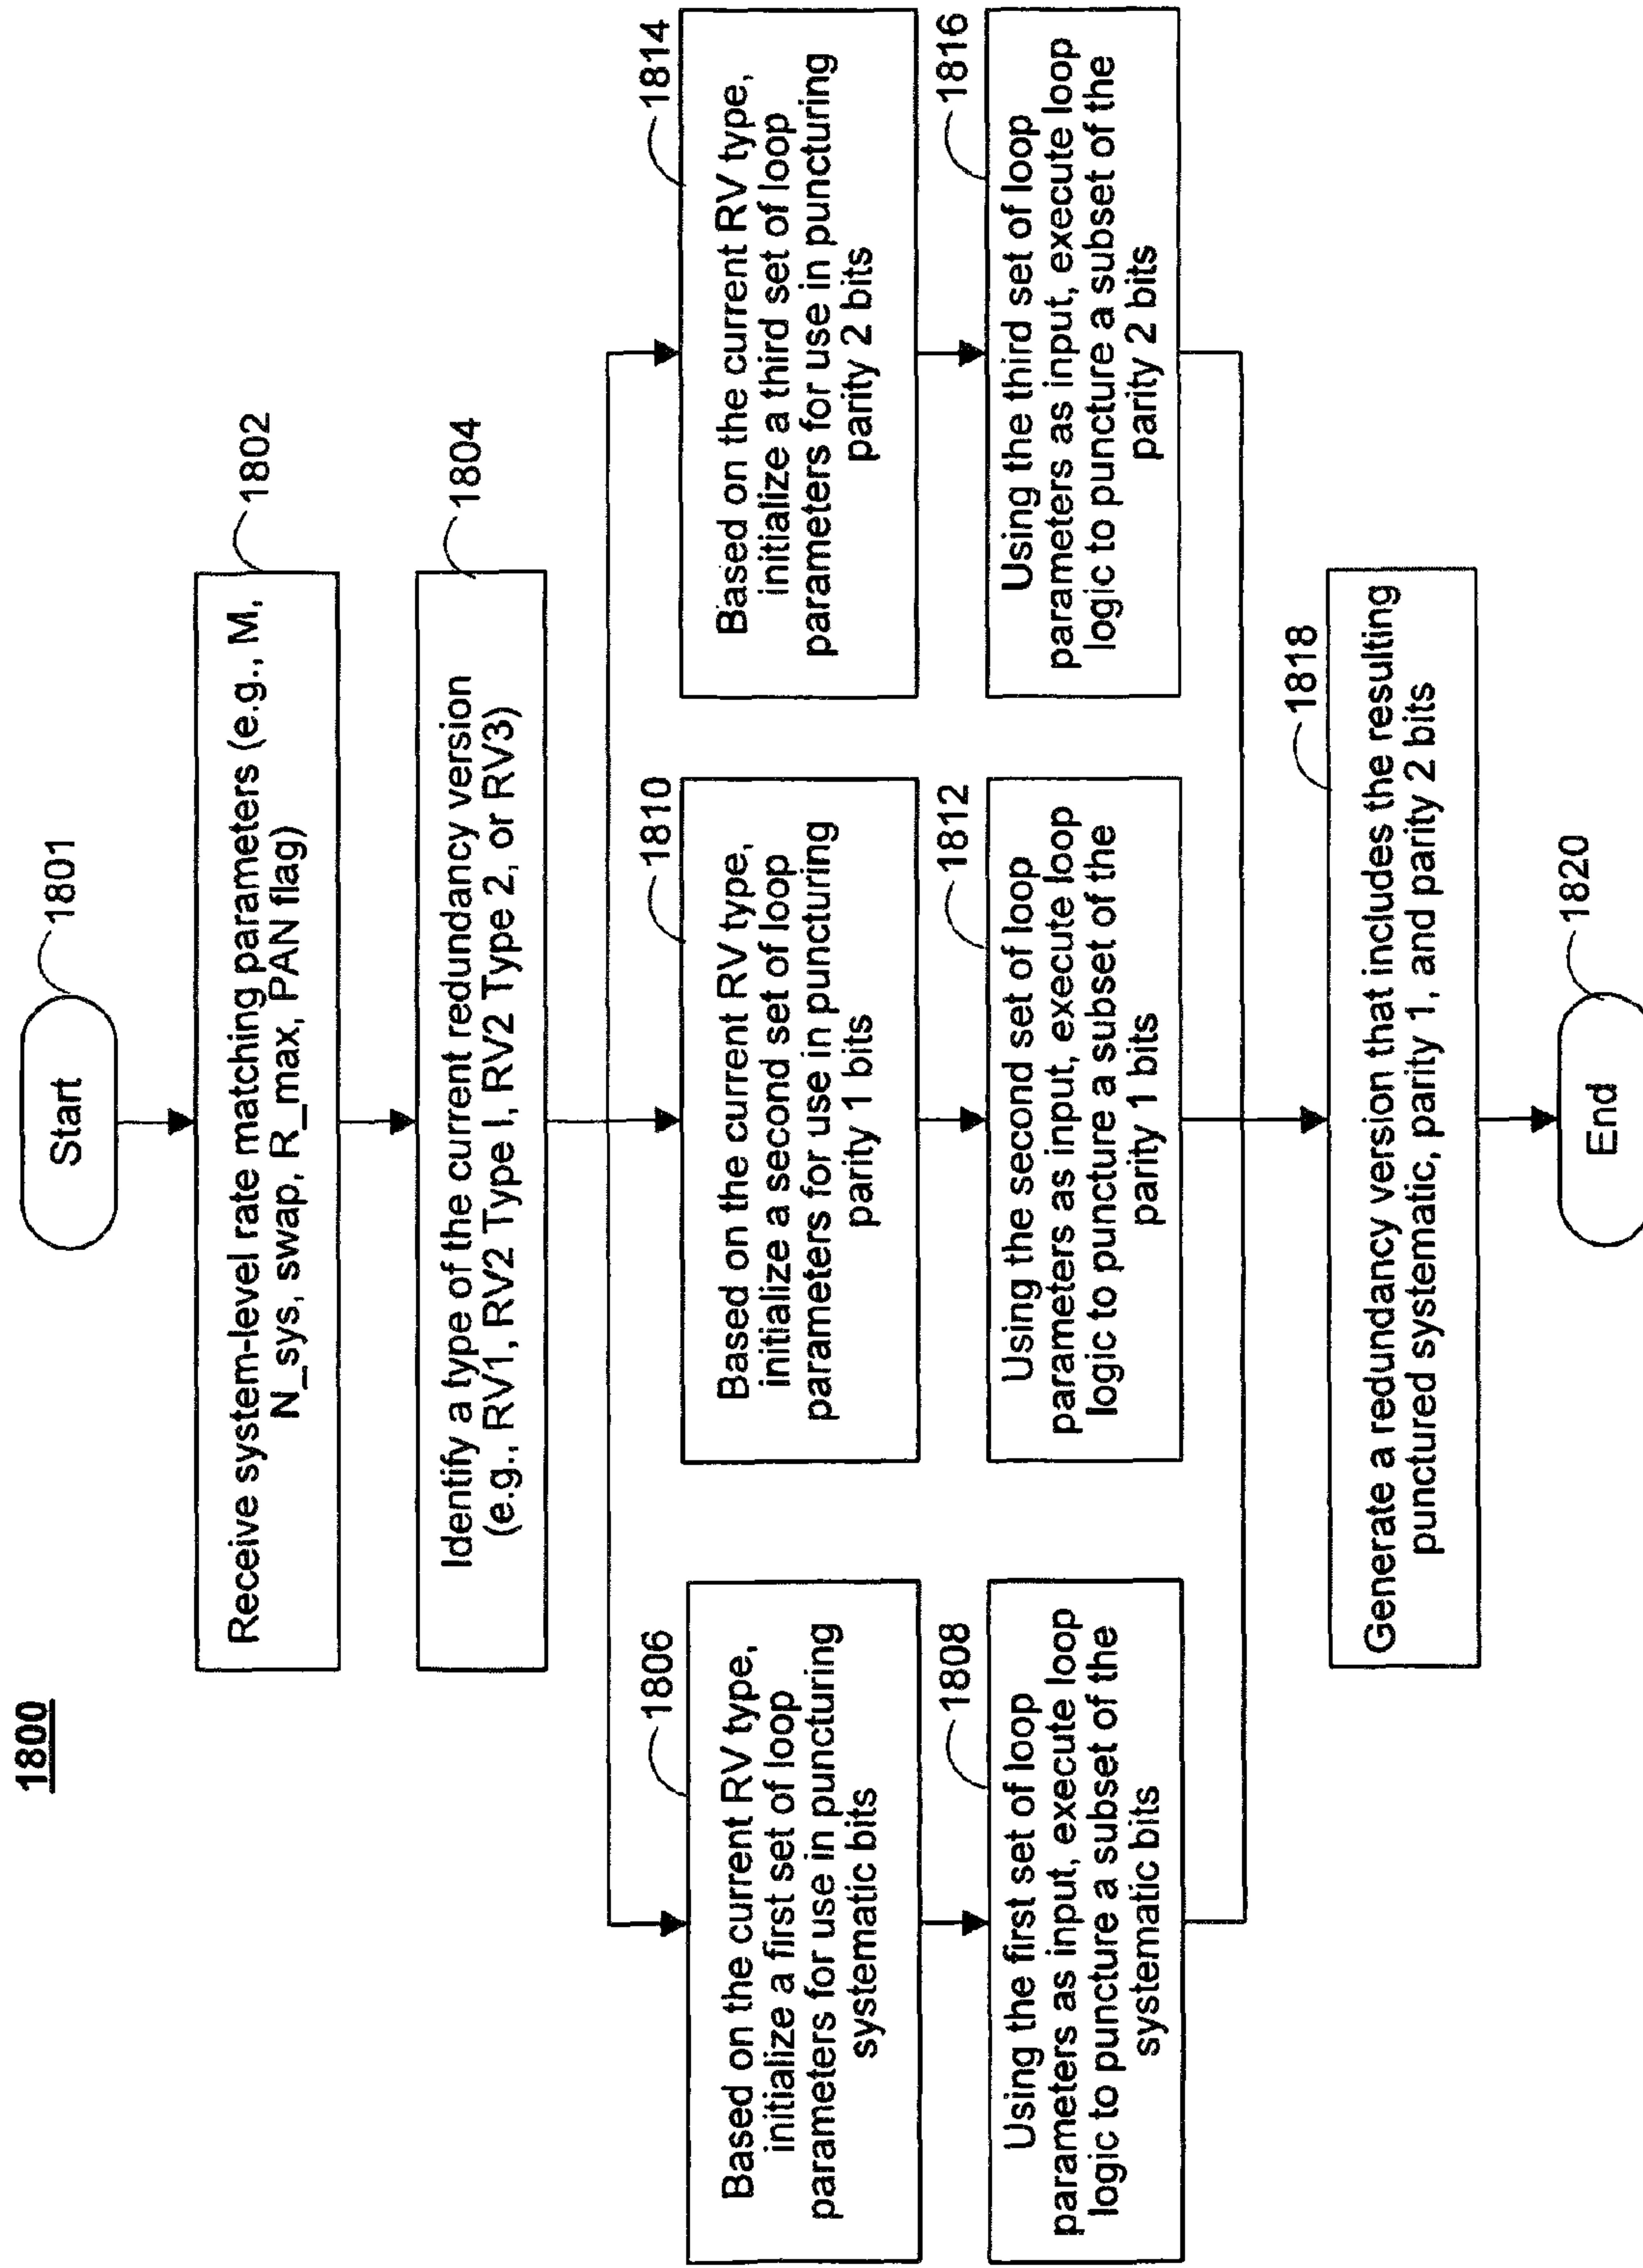 1800
Start
1801
Receive system-level rate matching parameters (e.g., M,
N_sys, swap, R_max, PAN flag)
1802
Identify a type of the current redundancy version
(e.g., RV1, RV2 Type I, RV2 Type 2, or RV3)
1804
Based on the current RV type,
initialize a first set of loop
parameters for use in puncturing
systematic bits
1806
Using the first set of loop
parameters as input, execute loop
logic to puncture a subset of the
systematic bits
1808
Based on the current RV type,
initialize a second set of loop
parameters for use in puncturing
parity 1 bits
1810
Using the second set of loop
parameters as input, execute loop
logic to puncture a subset of the
parity 1 bits
1812
Based on the current RV type,
initialize a third set of loop
parameters for use in puncturing
parity 2 bits
1814
Using the third set of loop
parameters as input, execute loop
logic to puncture a subset of the
parity 2 bits
1816
Generate a redundancy version that includes the resulting
punctured systematic, parity 1, and parity 2 bits
1818
End
1820